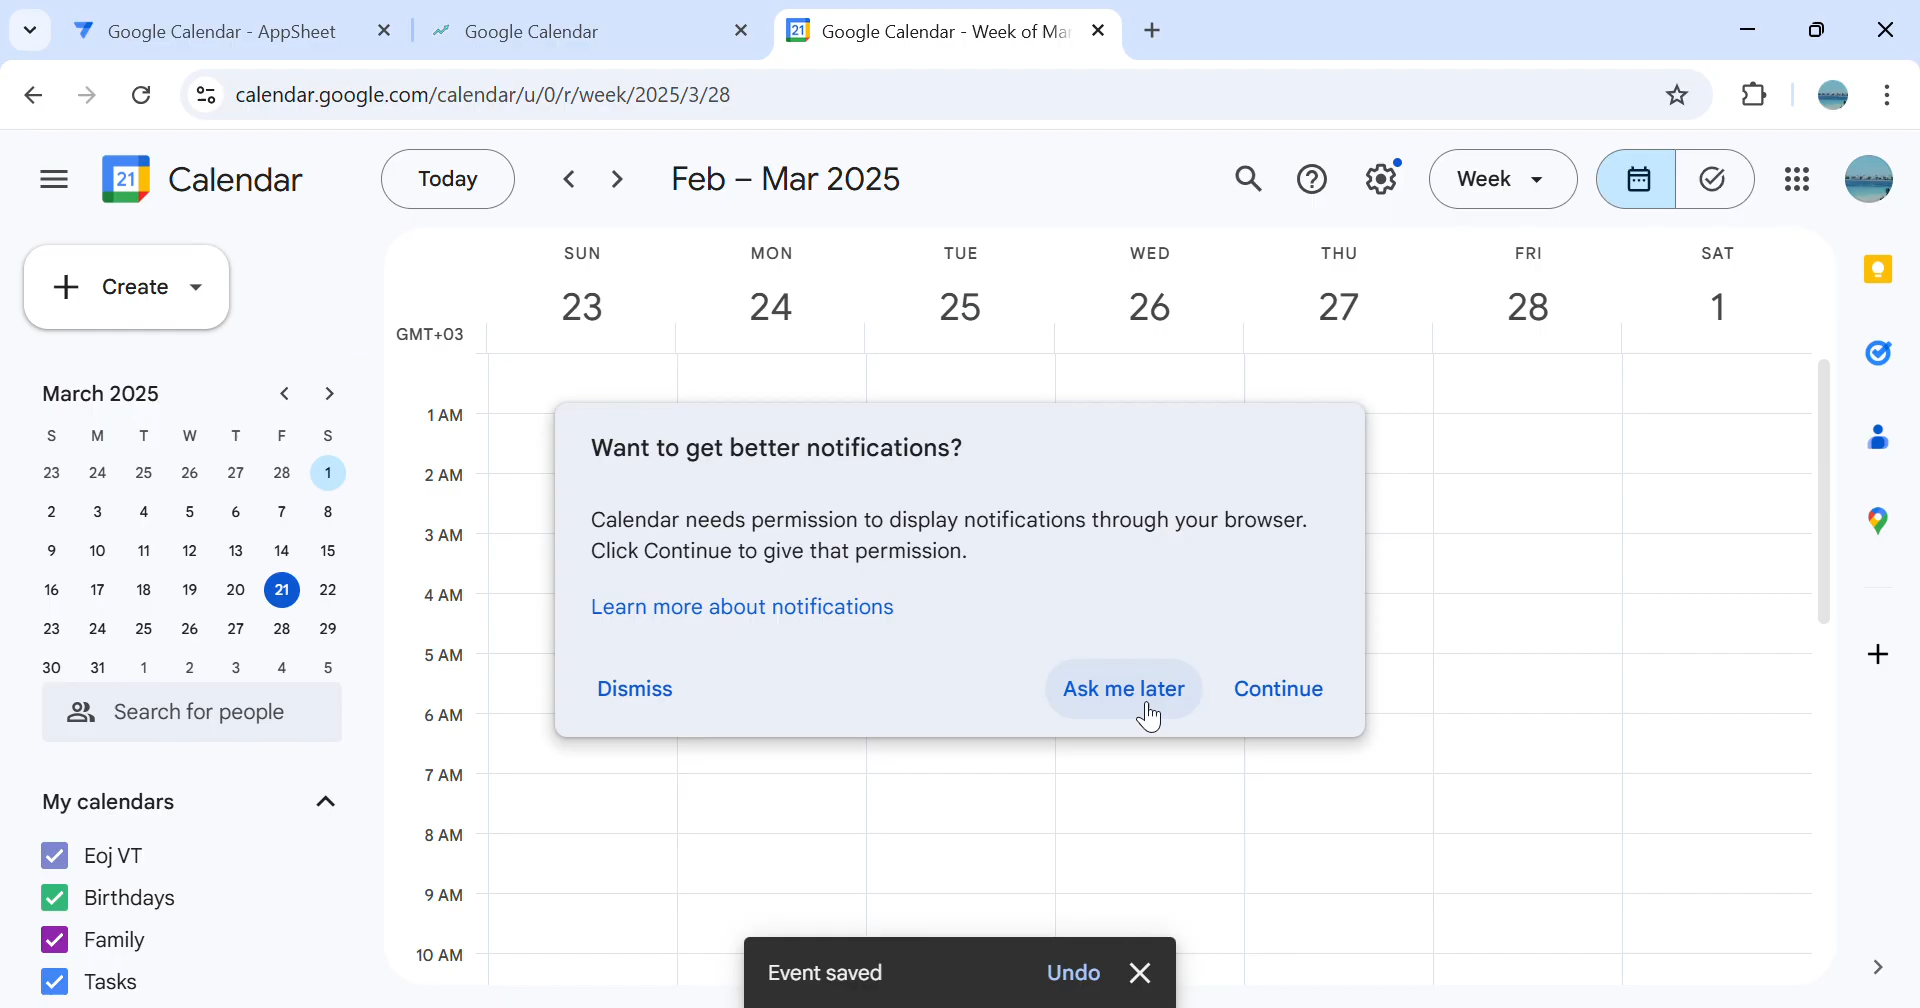 Google Calendar - AppSheet
Google Calendar
21
Google Calendar - Week of Mar
calendar.google.com/calendar/u/0/r/week/2025/3/28
21
Calendar
Today
Feb – Mar 2025
Week
Create
SUN
MON
TUE
WED
THU
FRI
SAT
23
24
25
26
27
28
1
GMT+03
March 2025
S M T W T F S
23 24 25 26 27 28 1
2 3 4 5 6 7 8
9 10 11 12 13 14 15
16 17 18 19 20 21 22
23 24 25 26 27 28 29
30 31 1 2 3 4 5
Search for people
My calendars
Eoj VT
Birthdays
Family
Tasks
1 AM
2 AM
3 AM
4 AM
5 AM
6 AM
7 AM
8 AM
9 AM
10 AM
Want to get better notifications?
Calendar needs permission to display notifications through your browser.
Click Continue to give that permission.
Learn more about notifications
Dismiss
Ask me later
Continue
Event saved
Undo